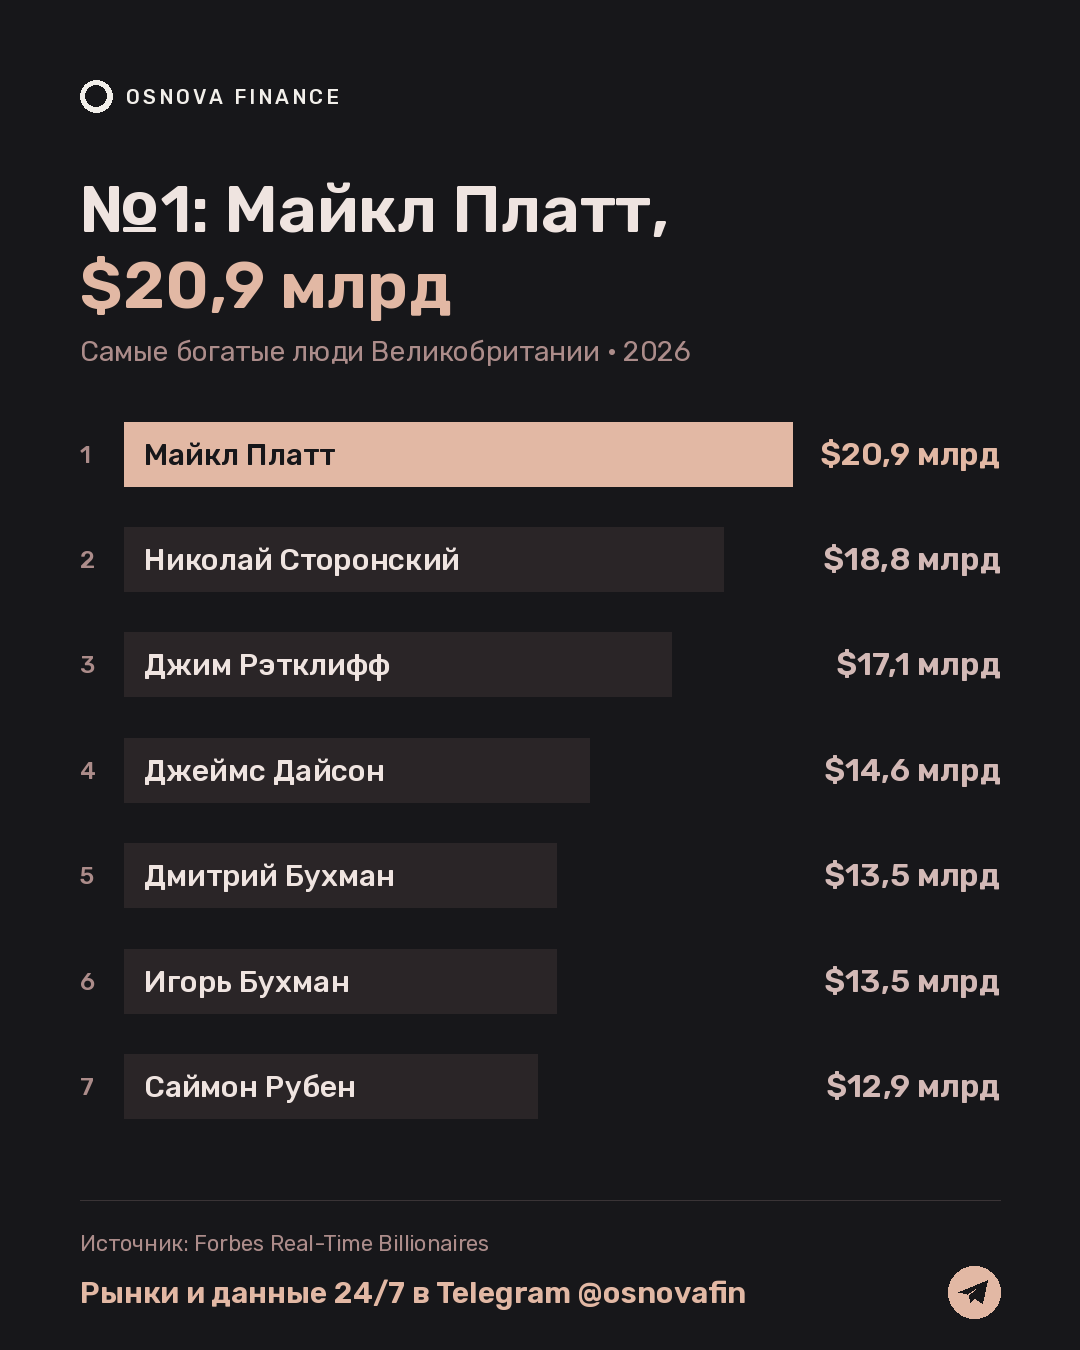 OSNOVA FINANCE
№1: Майкл Платт,
$20,9 млрд
Самые богатые люди Великобритании • 2026
1 Майкл Платт $20,9 млрд
2 Николай Сторонский $18,8 млрд
3 Джим Рэтклифф $17,1 млрд
4 Джеймс Дайсон $14,6 млрд
5 Дмитрий Бухман $13,5 млрд
6 Игорь Бухман $13,5 млрд
7 Саймон Рубен $12,9 млрд
Источник: Forbes Real-Time Billionaires
Рынки и данные 24/7 в Telegram @osnovafin